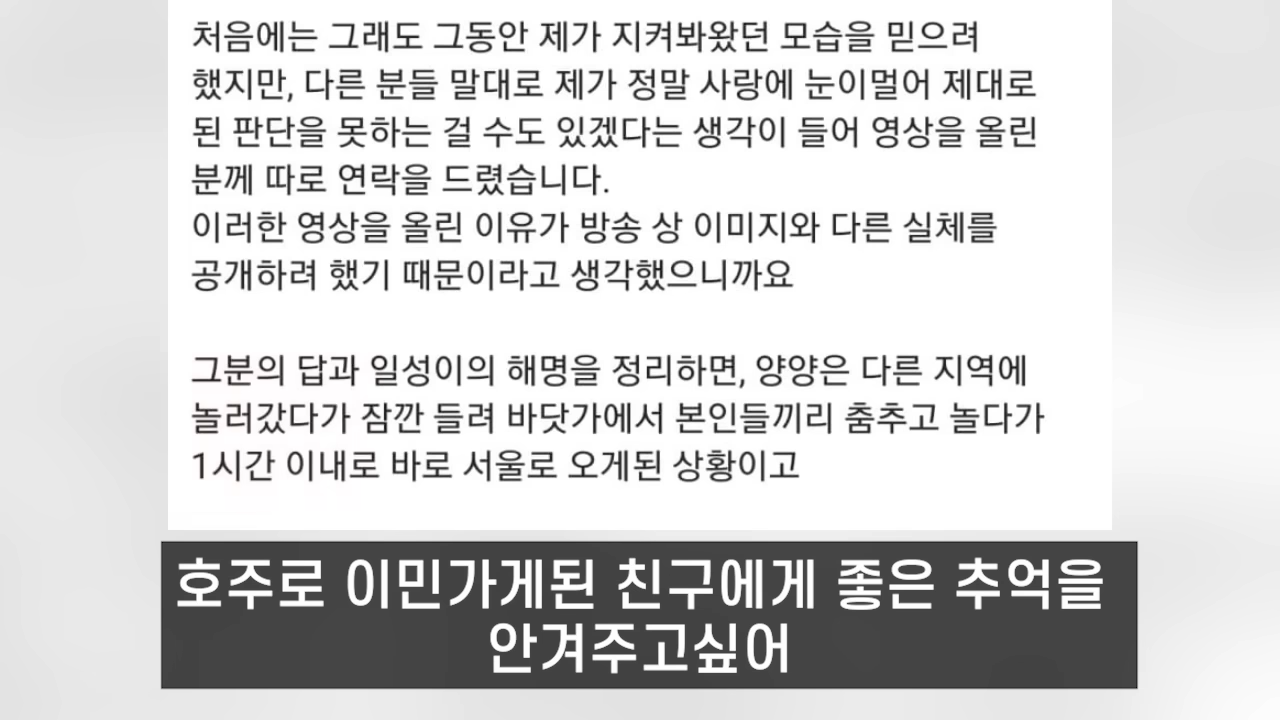 처음에는 그래도 그동안 제가 지켜봐왔던 모습을 믿으려
했지만, 다른 분들 말대로 제가 정말 사랑에 눈이멀어 제대로
된 판단을 못하는 걸 수도 있겠다는 생각이 들어 영상을 올린
분께 따로 연락을 드렸습니다.
이러한 영상을 올린 이유가 방송 상 이미지와 다른 실체를
공개하려 했기 때문이라고 생각했으니까요
그분의 답과 일성이의 해명을 정리하면, 양양은 다른 지역에
놀러갔다가 잠깐 들려 바닷가에서 본인들끼리 춤추고 놀다가
1시간 이내로 바로 서울로 오게된 상황이고
호주로 이민가게된 친구에게 좋은 추억을
안겨주고싶어